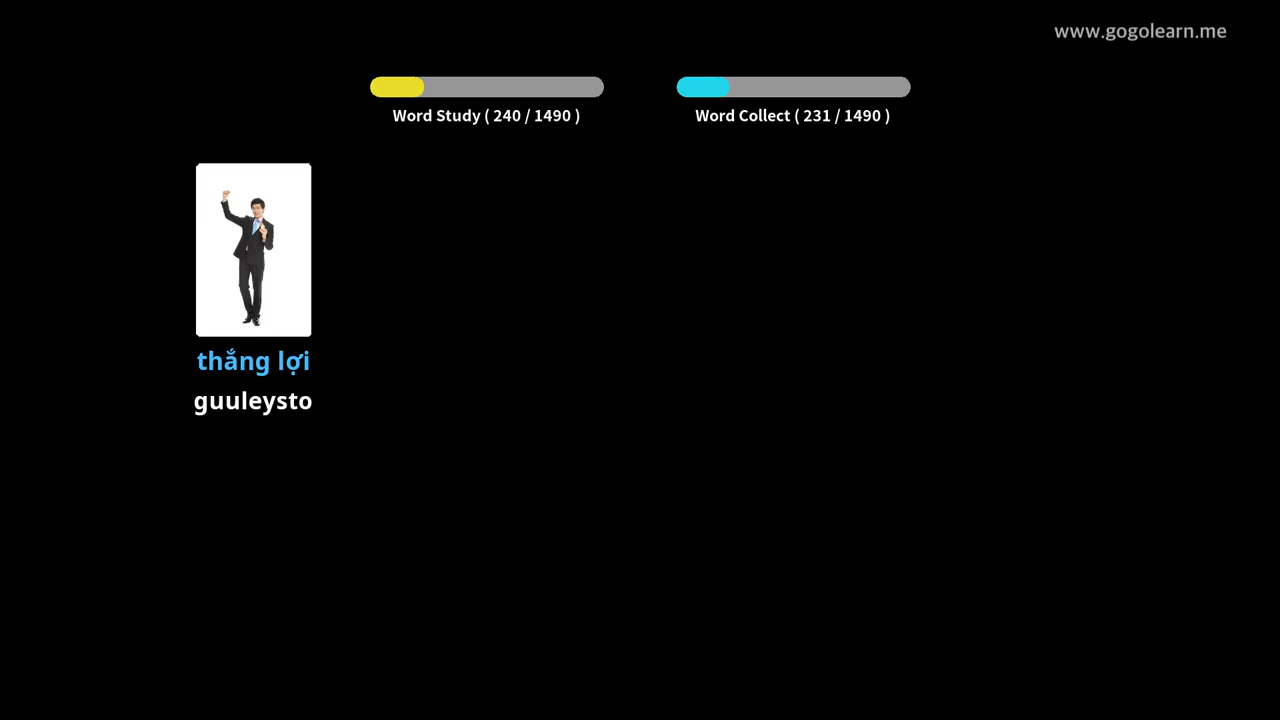 www.gogolearn.me
Word Study ( 240 / 1490 )
Word Collect ( 231 / 1490 )
thắng lợi
guuleysto